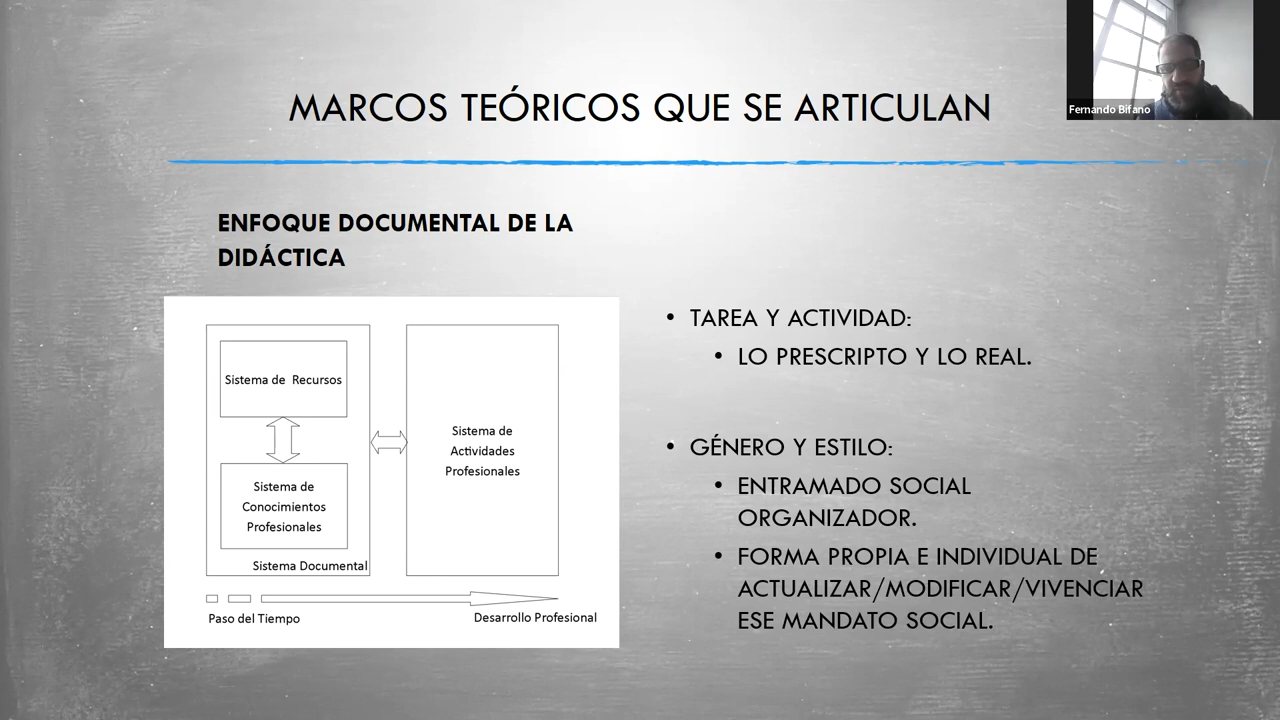 MARCOS TEÓRICOS QUE SE ARTICULAN
Fernando Bifano
ENFOQUE DOCUMENTAL DE LA
DIDÁCTICA
Sistema de Recursos
Sistema de
Conocimientos
Profesionales
Sistema Documental
Sistema de
Actividades
Profesionales
Paso del Tiempo
Desarrollo Profesional
• TAREA Y ACTIVIDAD:
• LO PRESCRIPTO Y LO REAL.
• GÉNERO Y ESTILO:
• ENTRAMADO SOCIAL
ORGANIZADOR.
• FORMA PROPIA E INDIVIDUAL DE
ACTUALIZAR/MODIFICAR/VIVENCIAR
ESE MANDATO SOCIAL.